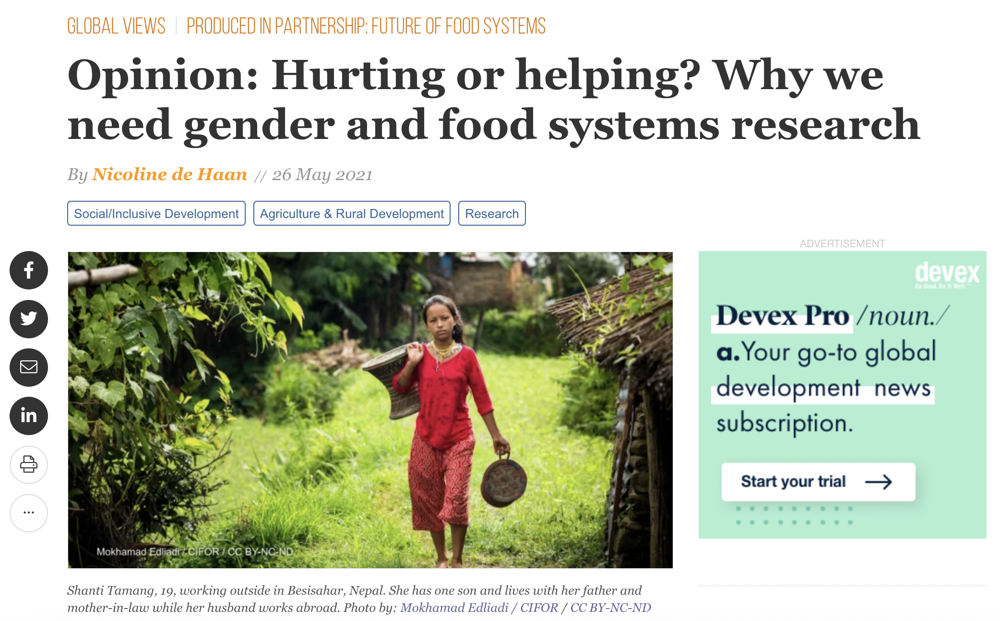 GLOBAL VIEWS | PRODUCED IN PARTNERSHIP: FUTURE OF FOOD SYSTEMS
Opinion: Hurting or helping? Why we
need gender and food systems research
By Nicoline de Haan // 26 May 2021
Social/Inclusive Development
Agriculture & Rural Development
Research
Mokhamad Edliadi / CIFOR / CC BY-NC-ND
Shanti Tamang, 19, working outside in Besisahar, Nepal. She has one son and lives with her father and
mother-in-law while her husband works abroad. Photo by: Mokhamad Edliadi / CIFOR / CC BY-NC-ND
ADVERTISEMENT
devex
Do Good. Do It Well.™
Devex Pro /noun./
a.Your go-to global
development news
subscription.
Start your trial